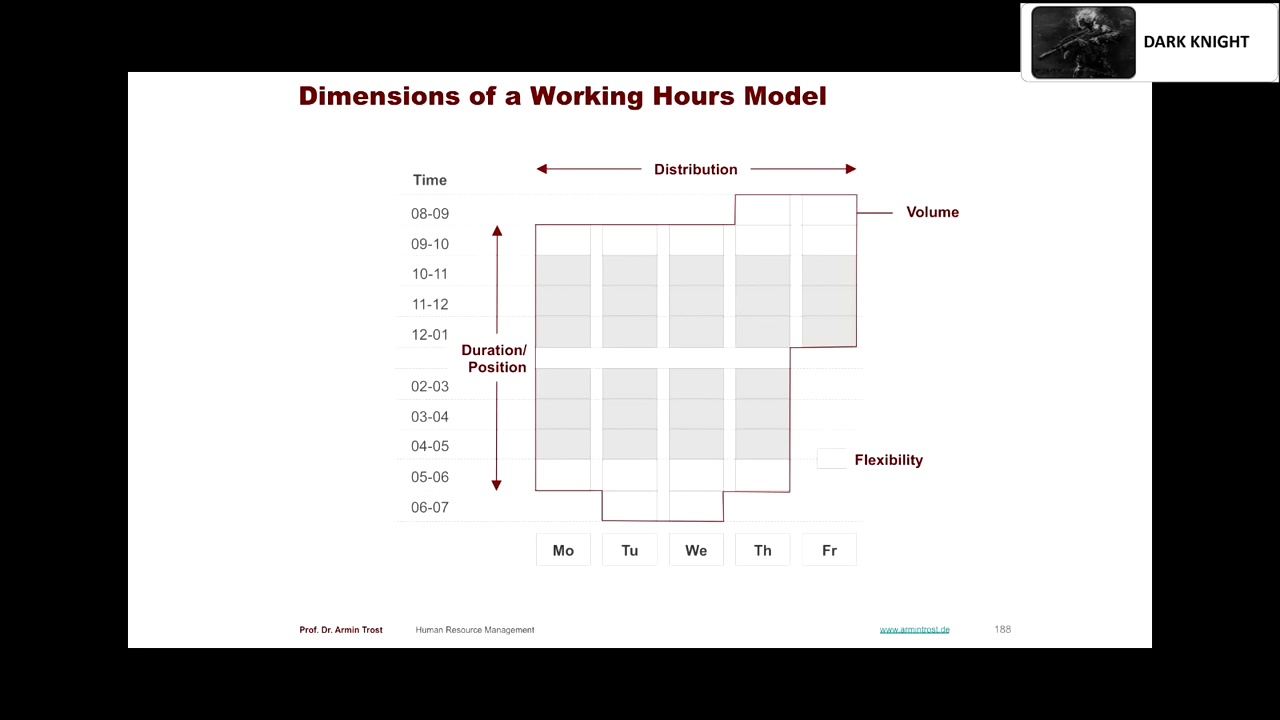 DARK KNIGHT
Dimensions of a Working Hours Model
Distribution
Time
08-09
Volume
09-10
10-11
11-12
12-01
Duration/
Position
02-03
03-04
04-05
Flexibility
05-06
06-07
Mo Tu We Th Fr
Prof. Dr. Armin Trost Human Resource Management www.armintrost.de 188